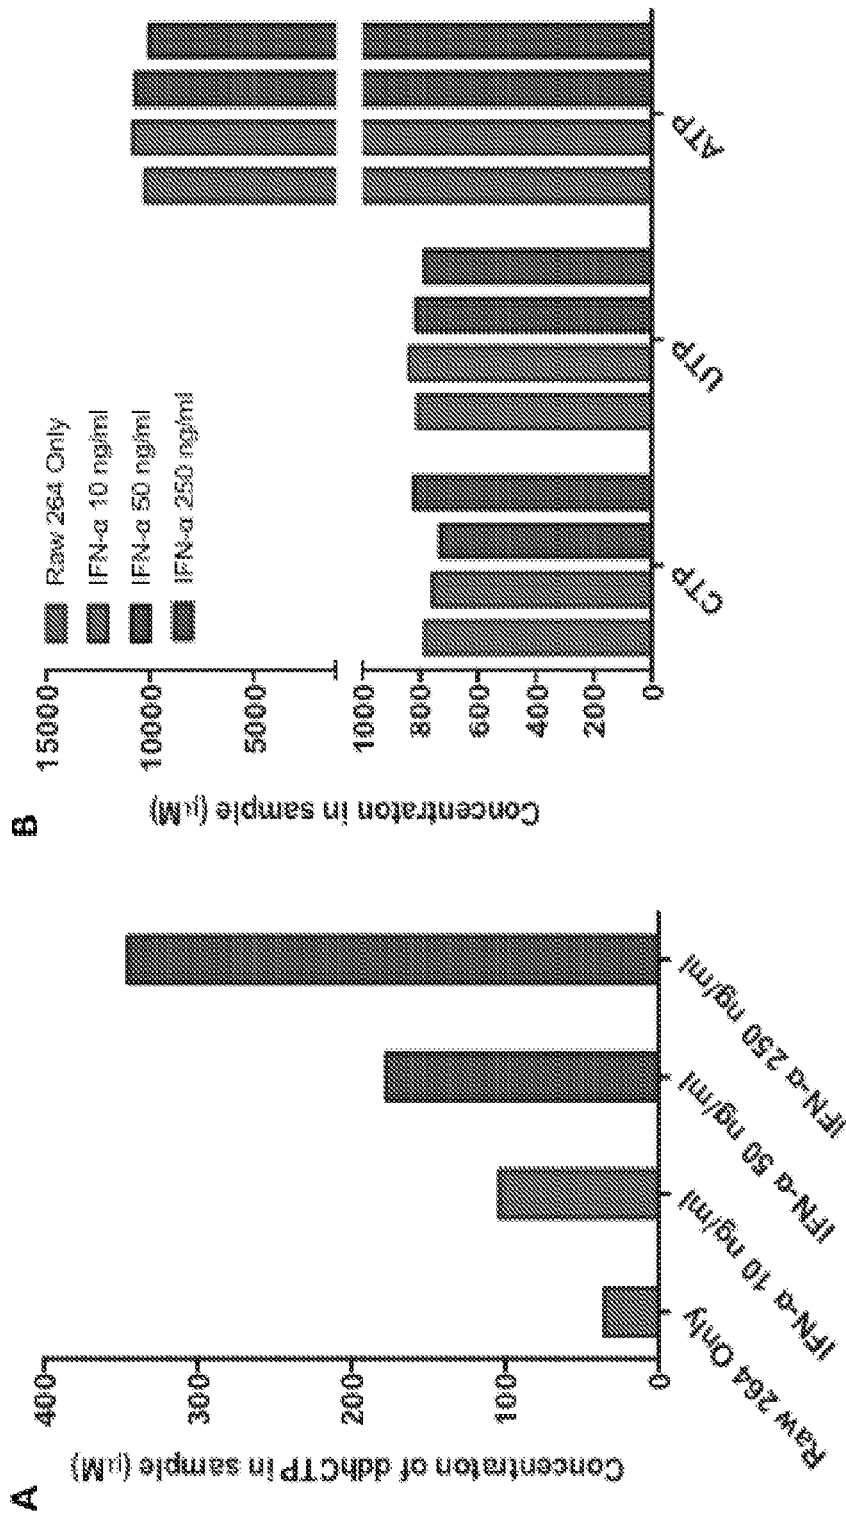 A
Concentraton of ddhCTP in sample (μM)
400
300
200
100
0
Raw 264 Only
IFN-α 10 ng/ml
IFN-α 50 ng/ml
IFN-α 250 ng/ml
B
Concentraton in sample (μM)
15000
10000
5000
1000
800
600
400
200
0
Raw 264 Only
IFN-α 10 ng/ml
IFN-α 50 ng/ml
IFN-α 250 ng/ml
CTP
UTP
ATP